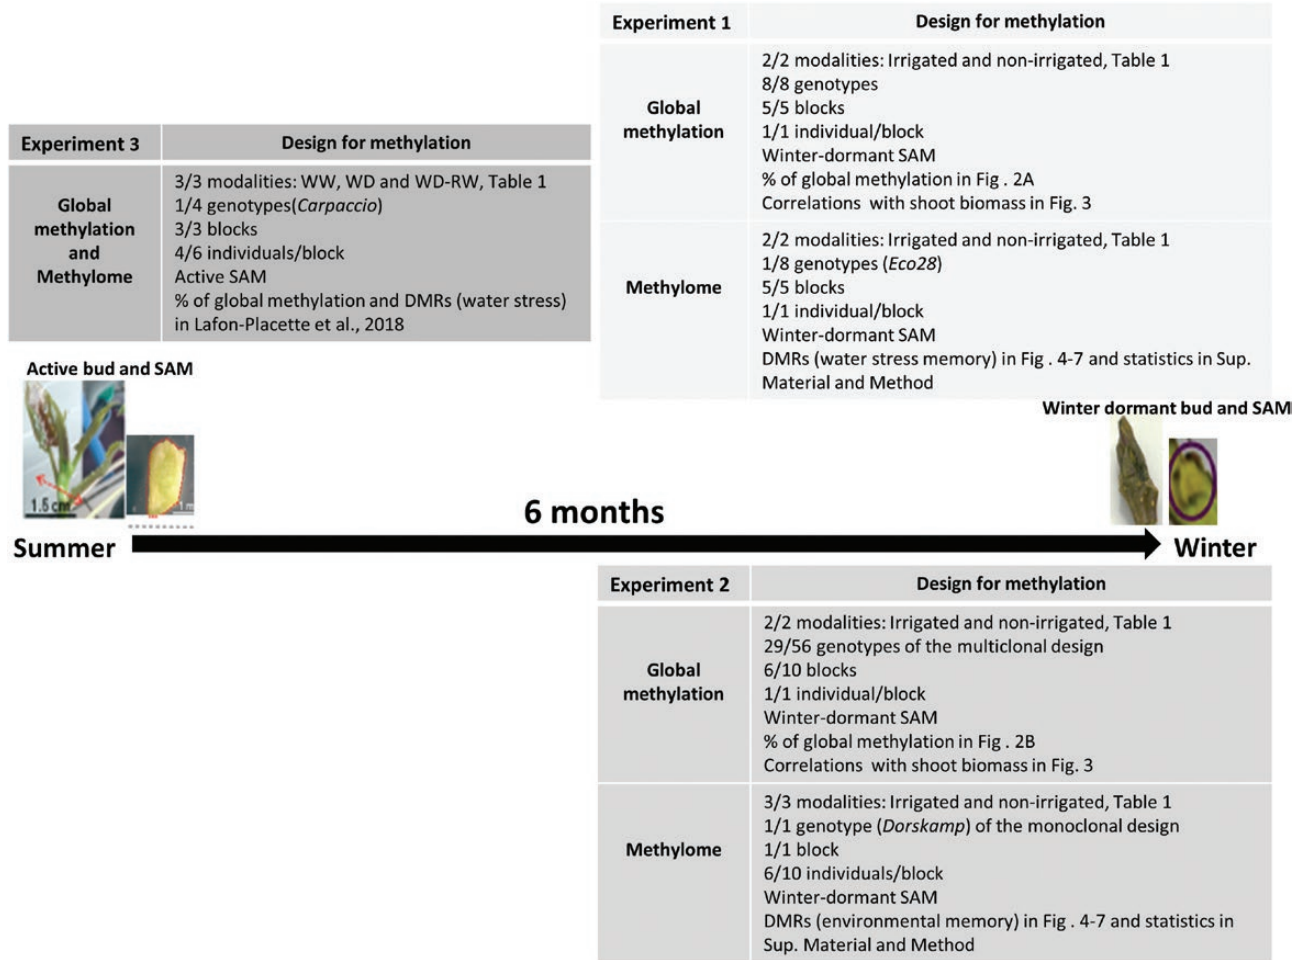 Experiment 1
Design for methylation
Global
methylation
2/2 modalities: Irrigated and non-irrigated, Table 1
8/8 genotypes
5/5 blocks
1/1 individual/block
Winter-dormant SAM
% of global methylation in Fig . 2A
Correlations with shoot biomass in Fig. 3
Methylome
2/2 modalities: Irrigated and non-irrigated, Table 1
1/8 genotypes (Eco28)
5/5 blocks
1/1 individual/block
Winter-dormant SAM
DMRs (water stress memory) in Fig . 4-7 and statistics in Sup.
Material and Method
Experiment 3
Design for methylation
Global
methylation
and
Methylome
3/3 modalities: WW, WD and WD-RW, Table 1
1/4 genotypes(Carpaccio)
3/3 blocks
4/6 individuals/block
Active SAM
% of global methylation and DMRs (water stress)
in Lafon-Placette et al., 2018
Active bud and SAM
1.5 cm
Winter dormant bud and SAM
6 months
Summer
Winter
Experiment 2
Design for methylation
Global
methylation
2/2 modalities: Irrigated and non-irrigated, Table 1
29/56 genotypes of the multiclonal design
6/10 blocks
1/1 individual/block
Winter-dormant SAM
% of global methylation in Fig . 2B
Correlations with shoot biomass in Fig. 3
Methylome
3/3 modalities: Irrigated and non-irrigated, Table 1
1/1 genotype (Dorskamp) of the monoclonal design
1/1 block
6/10 individuals/block
Winter-dormant SAM
DMRs (environmental memory) in Fig . 4-7 and statistics in
Sup. Material and Method